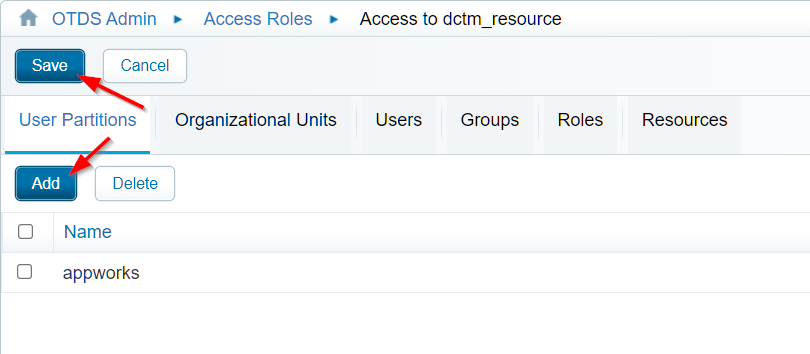 OTDS Admin ▸ Access Roles ▸ Access to dctm_resource
Save Cancel
User Partitions Organizational Units Users Groups Roles Resources
Add Delete
Name
appworks